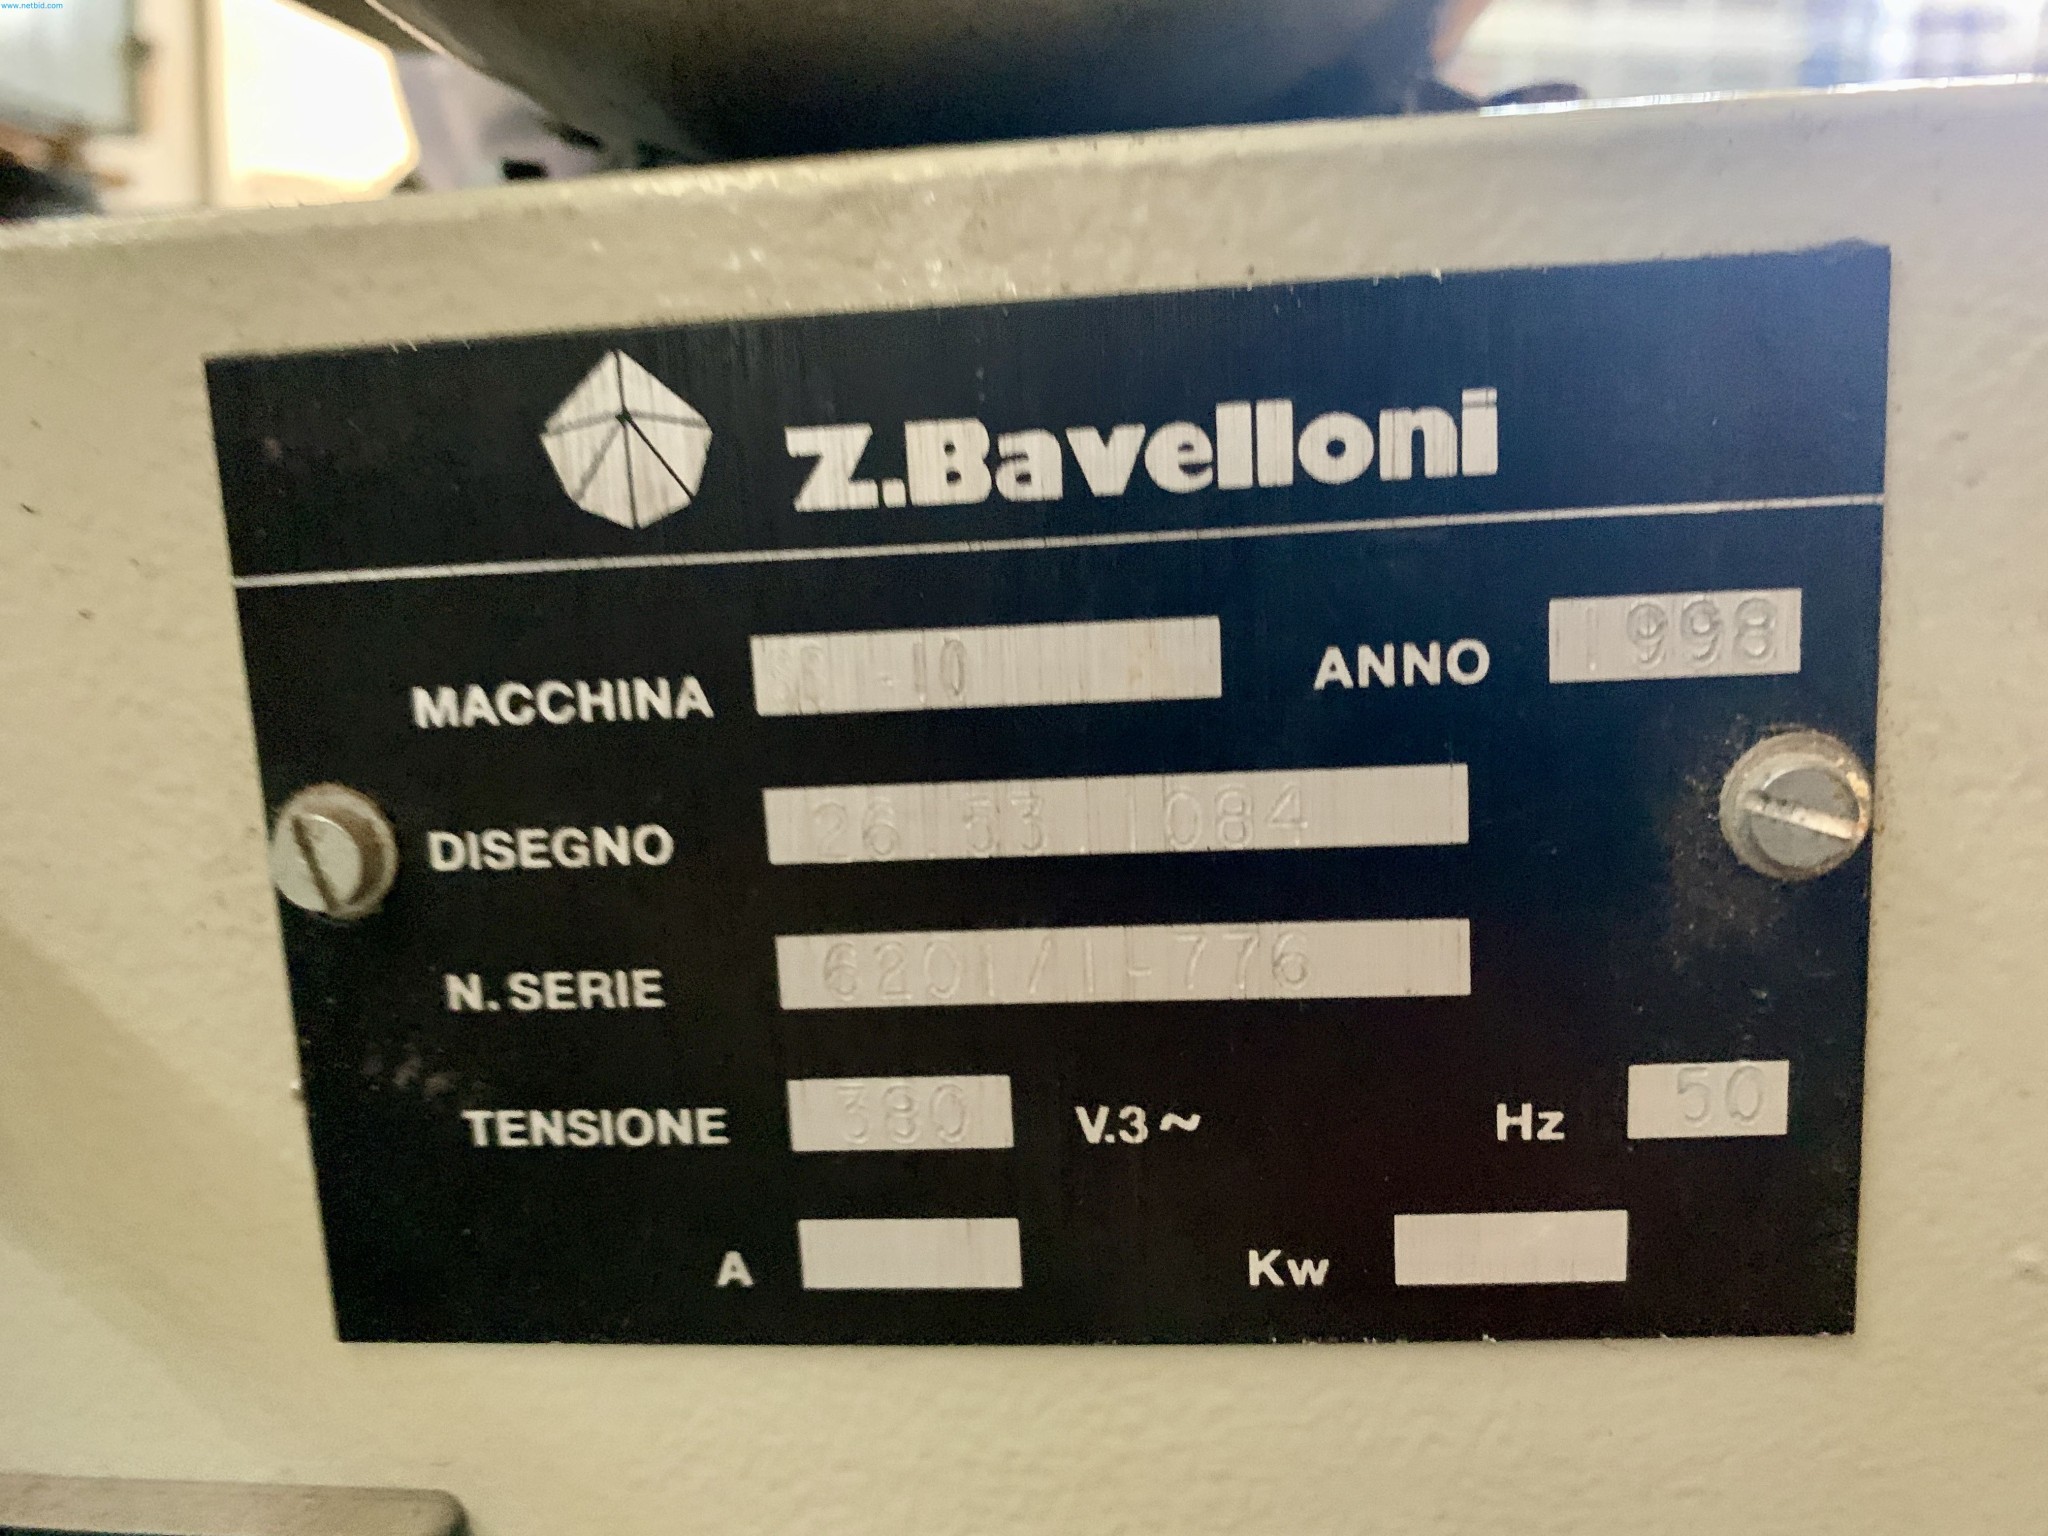 www.netbid.com
Z.Bavelloni
MACCHINA -10 ANNO 1998
DISEGNO 26.53.1084
N. SERIE 6201/1-776
TENSIONE 380 V.3~ Hz 50
A Kw